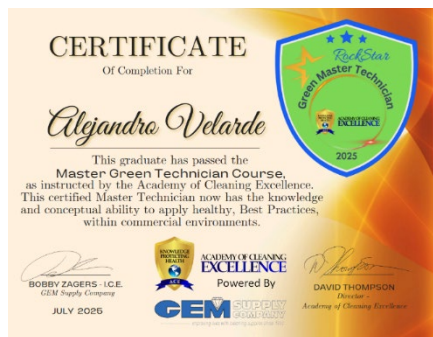 CERTIFICATE
Of Completion For
Alejandro Velarde
This graduate has passed the
Master Green Technician Course,
as instructed by the Academy of Cleaning Excellence.
This certified Master Technician now has the knowledge
and conceptual ability to apply healthy, Best Practices,
within commercial environments.
RockStar
Green Master Technician
ACADEMY OF CLEANING
EXCELLENCE
2025
BOBBY ZAGERS - I.C.E.
GEM Supply Company
JULY 2025
KNOWLEDGE
PROTECTING
HEALTH
ACE
ACADEMY OF CLEANING
EXCELLENCE
Powered By
GEM SUPPLY
COMPANY
DAVID THOMPSON
Director -
Academy of Cleaning Excellence